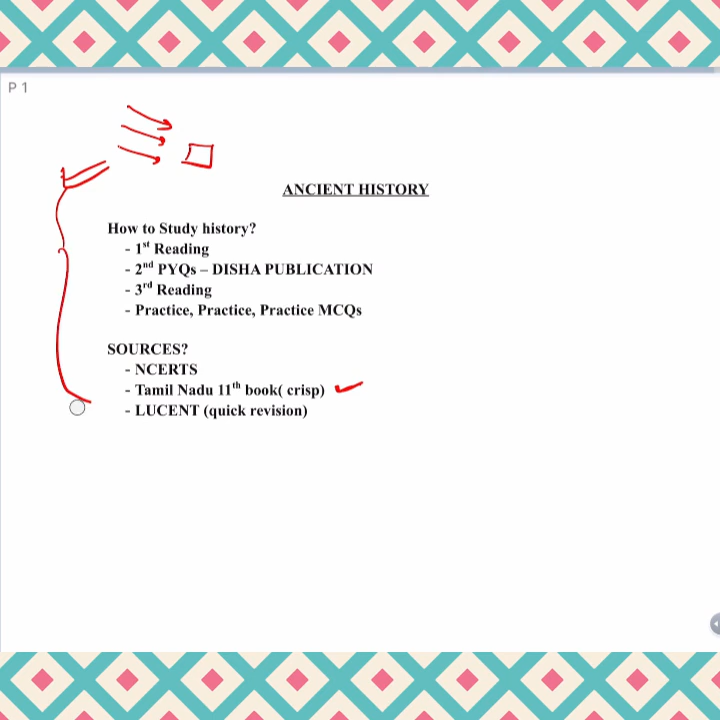 P 1
ANCIENT HISTORY
How to Study history?
- 1st Reading
- 2nd PYQs – DISHA PUBLICATION
- 3rd Reading
- Practice, Practice, Practice MCQs
SOURCES?
- NCERTS
- Tamil Nadu 11th book( crisp)
- LUCENT (quick revision)